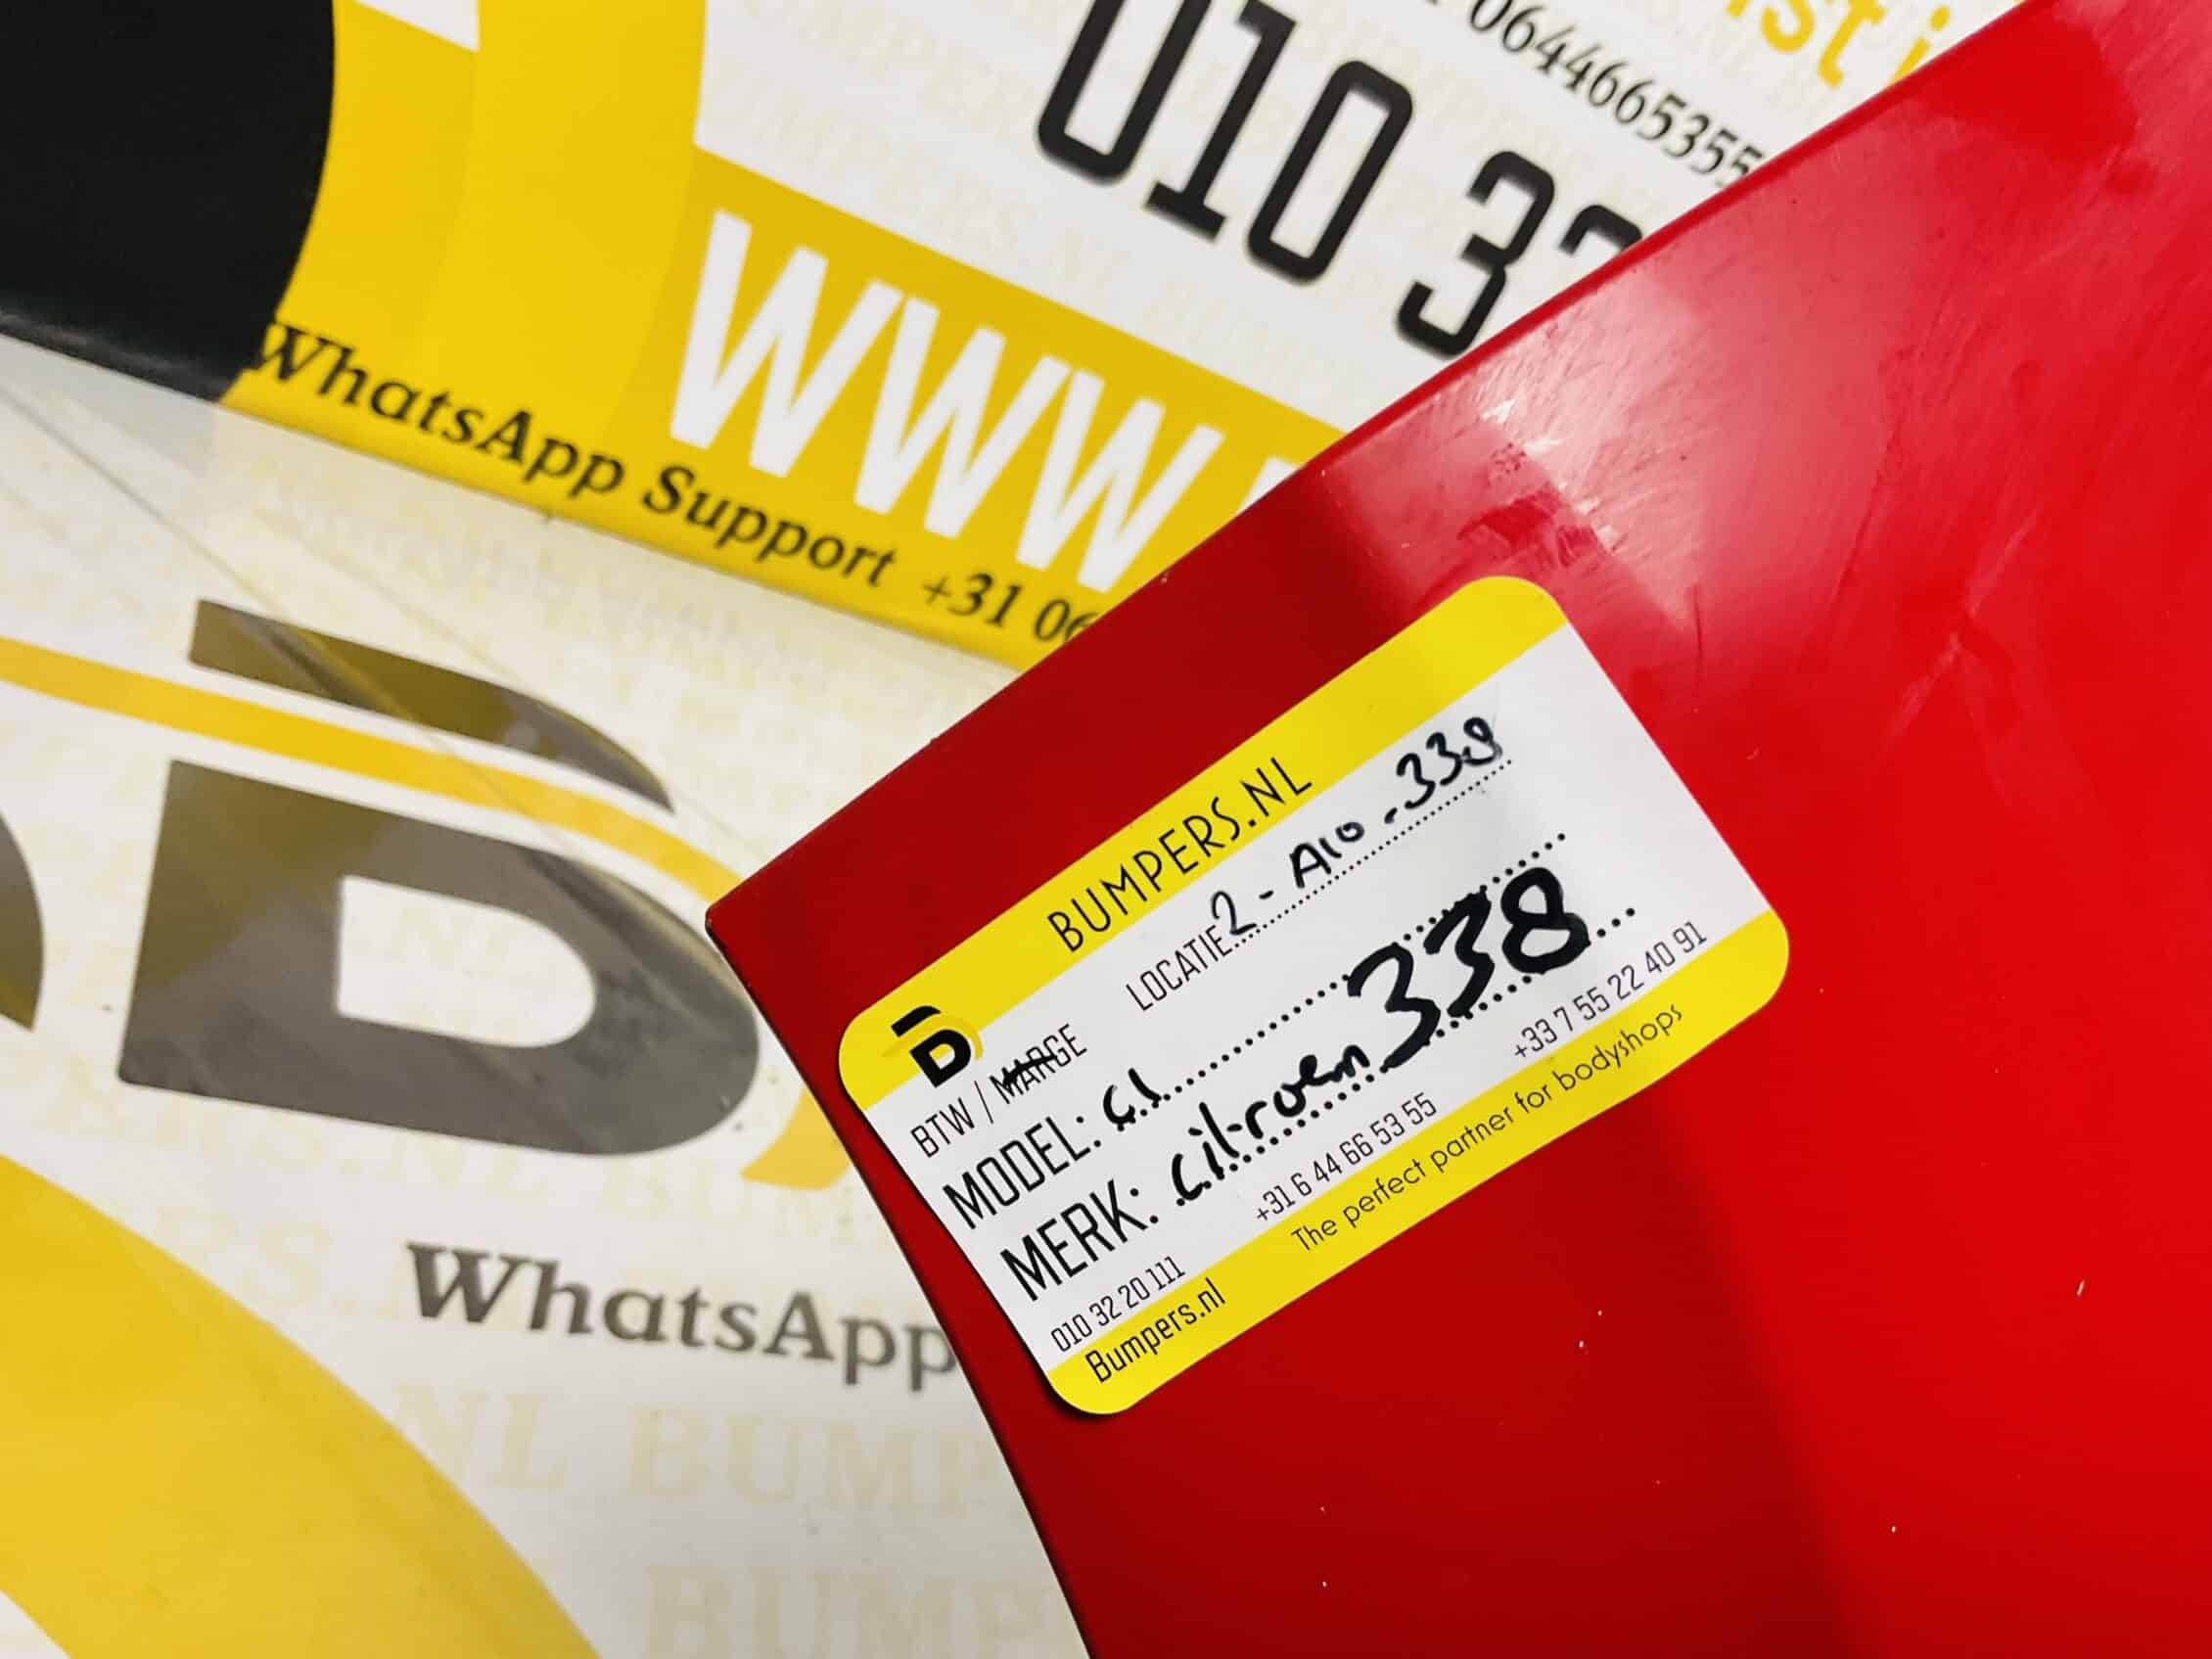 0644665355
010 32
WWW.
WhatsApp Support +31 06
WhatsApp
BUMPERS.NL
BTW / MARGE LOCATIE 2 - A10 - 338
MODEL: C1
MERK: citroen 338
010 32 20 111 +31 6 44 66 53 55 +33 7 55 22 40 91
Bumpers.nl The perfect partner for bodyshops